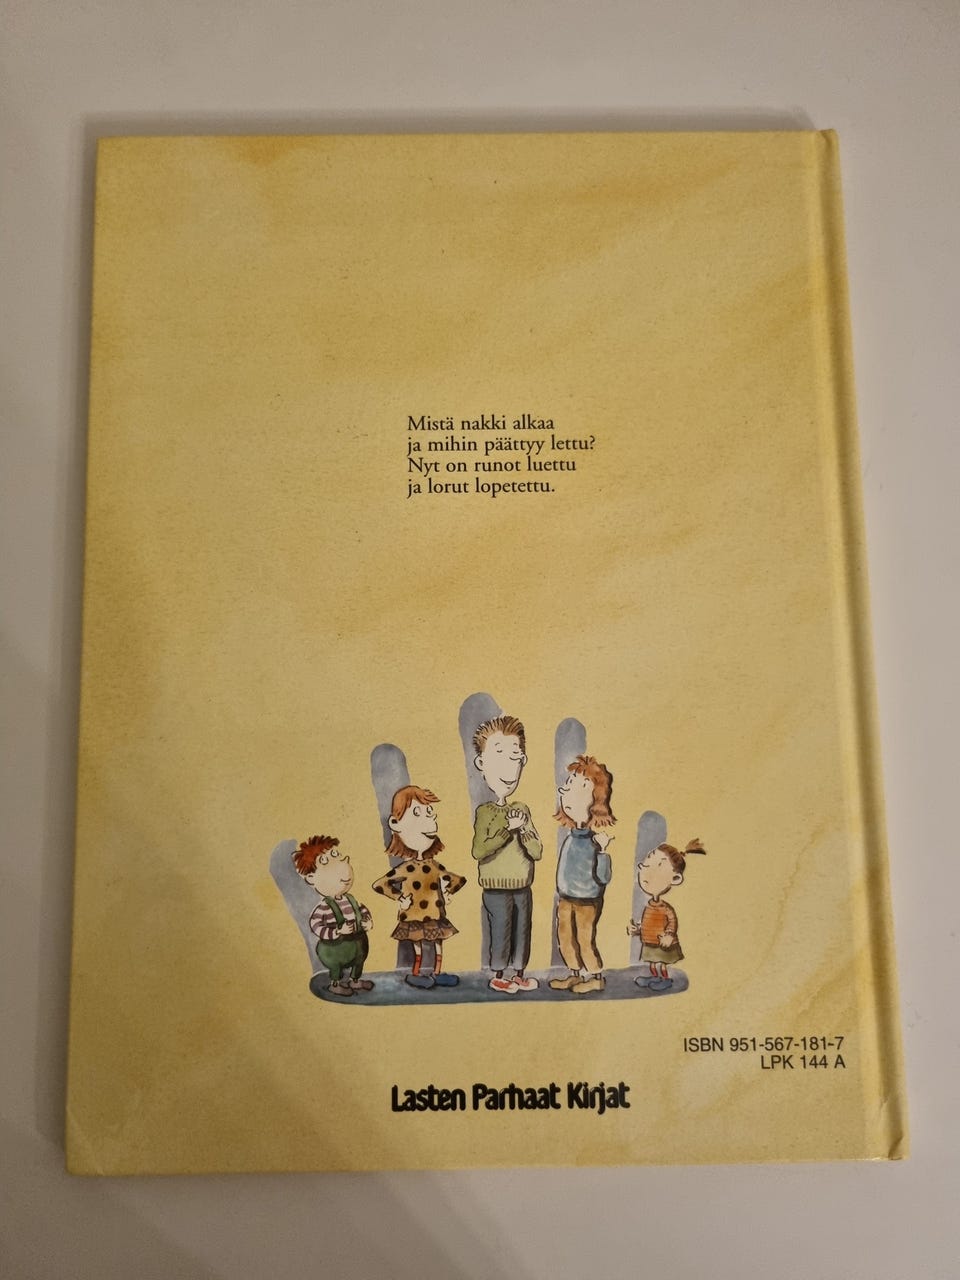 Mistä nakki alkaa
ja mihin päättyy lettu?
Nyt on runot luettu
ja lorut lopetettu.
ISBN 951-567-181-7
LPK 144 A
Lasten Parhaat Kirjat